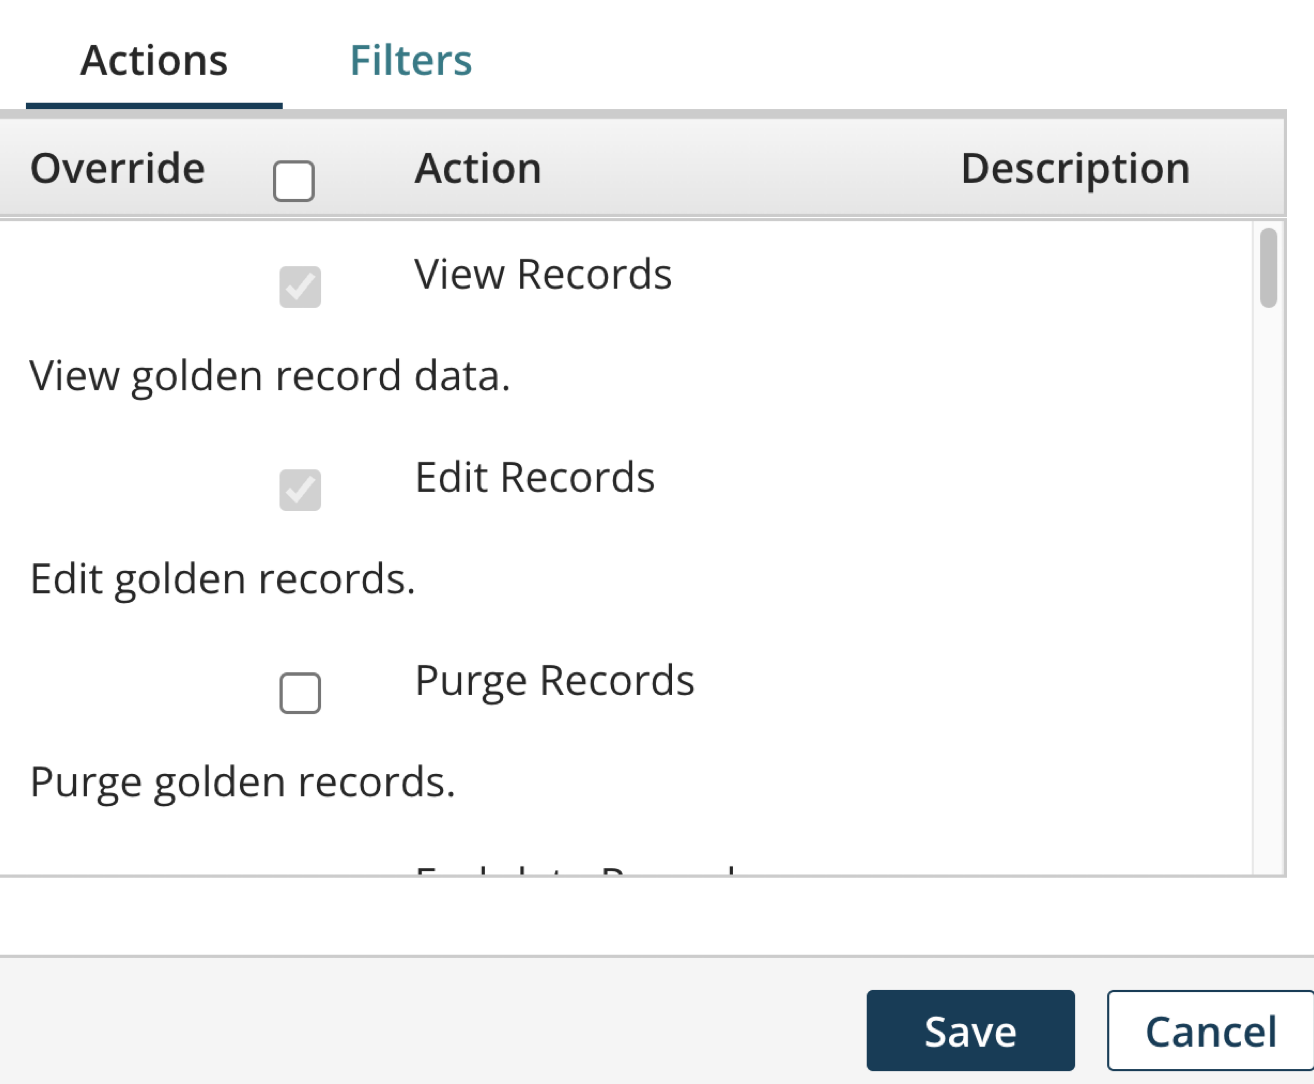 Actions Filters
Override Action Description
View Records
View golden record data.
Edit Records
Edit golden records.
Purge Records
Purge golden records.
Save Cancel